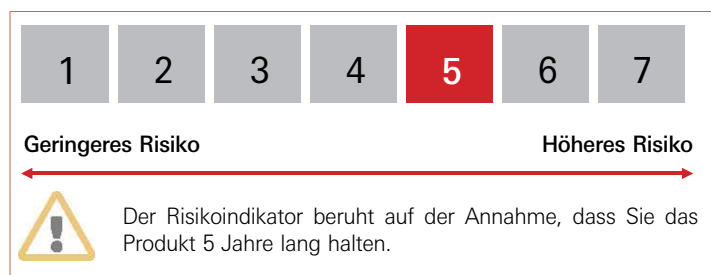 1 2 3 4 5 6 7
Geringeres Risiko Höheres Risiko
Der Risikoindikator beruht auf der Annahme, dass Sie das
Produkt 5 Jahre lang halten.